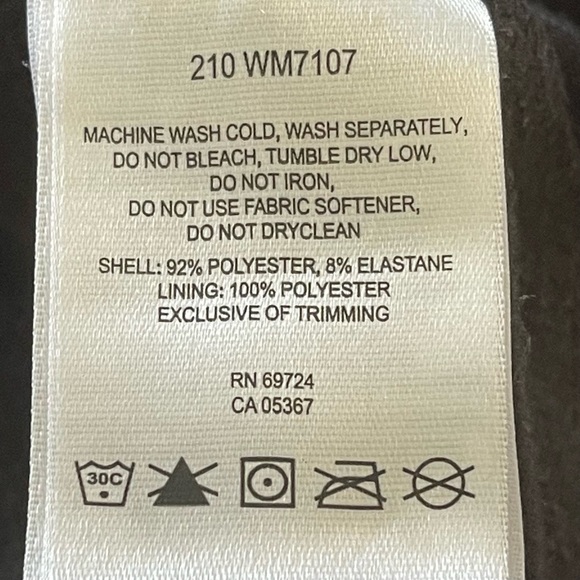 210 WM7107
MACHINE WASH COLD, WASH SEPARATELY,
DO NOT BLEACH, TUMBLE DRY LOW,
DO NOT IRON,
DO NOT USE FABRIC SOFTENER,
DO NOT DRYCLEAN
SHELL: 92% POLYESTER, 8% ELASTANE
LINING: 100% POLYESTER
EXCLUSIVE OF TRIMMING
RN 69724
CA 05367
30C